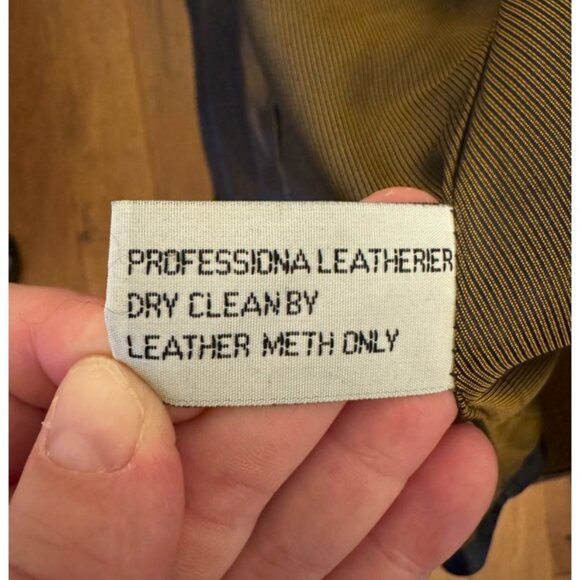 PROFESSIONA LEATHERIER
DRY CLEAN BY
LEATHER METH ONLY